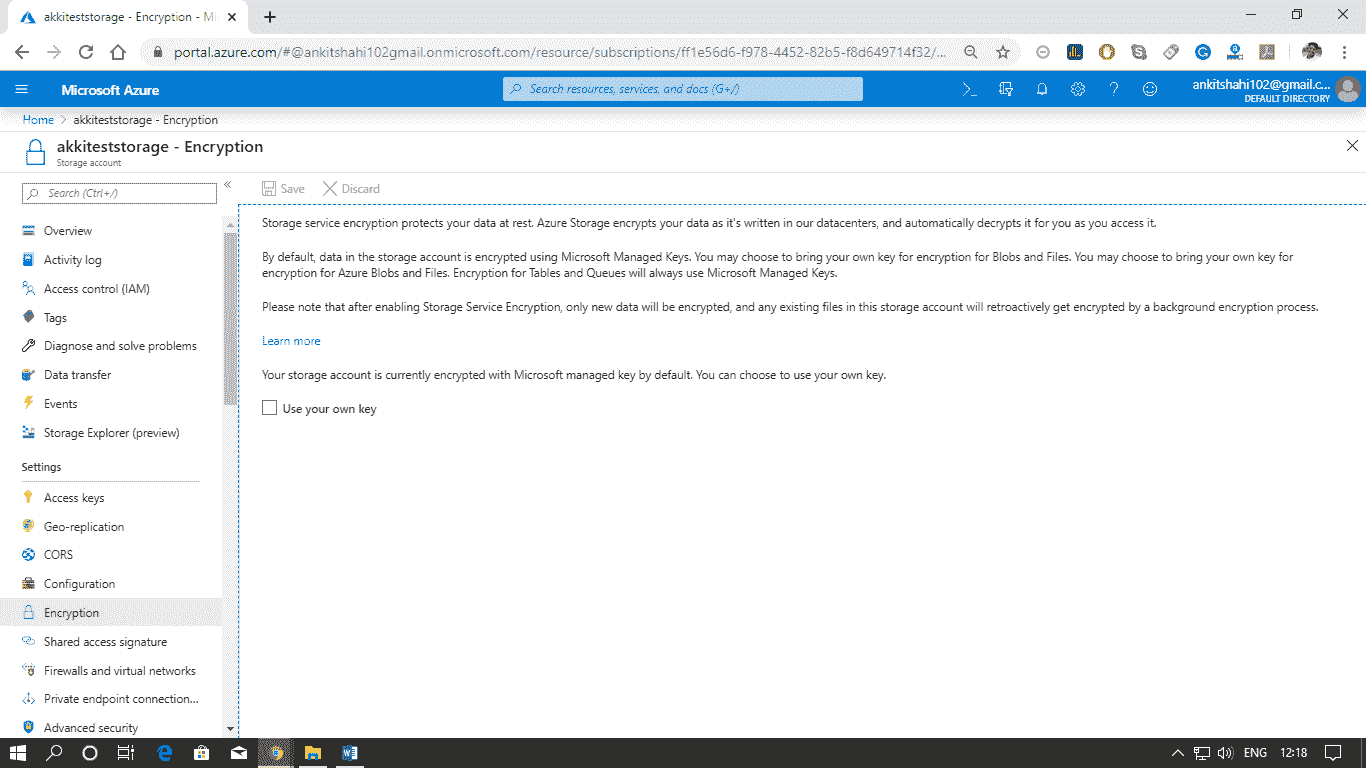 akkiteststorage - Encryption - Mi
portal.azure.com/#@ankitshahi102gmail.onmicrosoft.com/resource/subscriptions/ff1e56d6-f978-4452-82b5-f8d649714f32/...
Microsoft Azure
Search resources, services, and docs (G+/)
ankitshahi102@gmail.c...
DEFAULT DIRECTORY
Home > akkiteststorage - Encryption
akkiteststorage - Encryption
Storage account
Search (Ctrl+/)
«
Save Discard
Overview
Activity log
Access control (IAM)
Tags
Diagnose and solve problems
Data transfer
Events
Storage Explorer (preview)
Settings
Access keys
Geo-replication
CORS
Configuration
Encryption
Shared access signature
Firewalls and virtual networks
Private endpoint connection...
Advanced security
Storage service encryption protects your data at rest. Azure Storage encrypts your data as it's written in our datacenters, and automatically decrypts it for you as you access it.
By default, data in the storage account is encrypted using Microsoft Managed Keys. You may choose to bring your own key for encryption for Blobs and Files. You may choose to bring your own key for
encryption for Azure Blobs and Files. Encryption for Tables and Queues will always use Microsoft Managed Keys.
Please note that after enabling Storage Service Encryption, only new data will be encrypted, and any existing files in this storage account will retroactively get encrypted by a background encryption process.
Learn more
Your storage account is currently encrypted with Microsoft managed key by default. You can choose to use your own key.
Use your own key
ENG 12:18